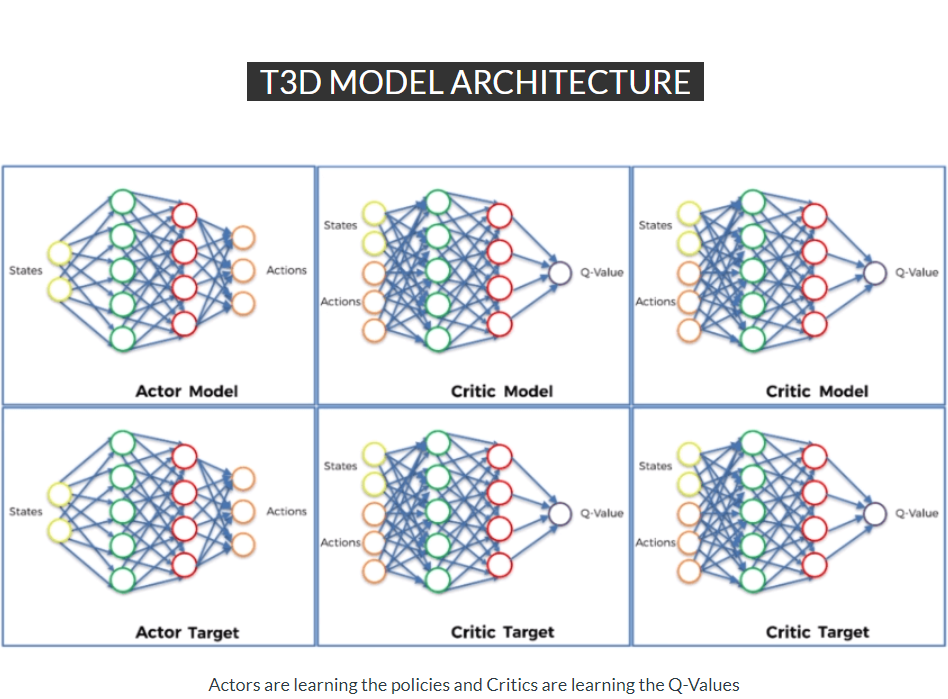 T3D MODEL ARCHITECTURE
States
Actions
Actor Model
States
Actions
Q-Value
Critic Model
States
Actions
Q-Value
Critic Model
States
Actions
Actor Target
States
Actions
Q-Value
Critic Target
States
Actions
Q-Value
Critic Target
Actors are learning the policies and Critics are learning the Q-Values